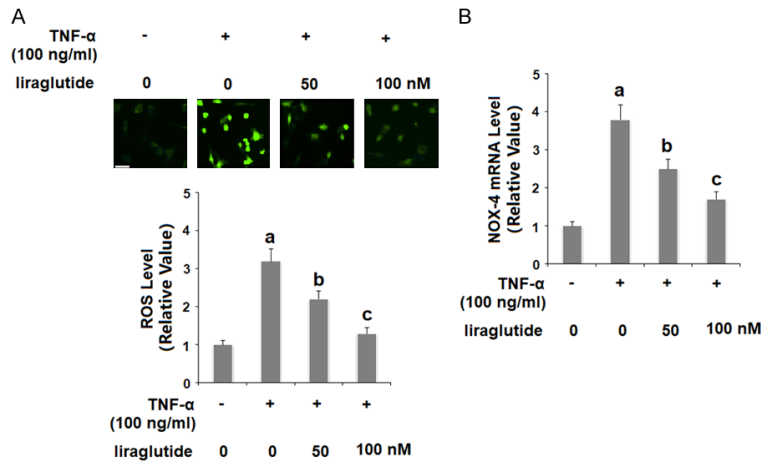 A
TNF-α - + + +
(100 ng/ml)
liraglutide 0 0 50 100 nM
5
4
3
2
1
0
ROS Level
(Relative Value)
a
b
c
TNF-α - + + +
(100 ng/ml)
liraglutide 0 0 50 100 nM
B
5
4
3
2
1
0
NOX-4 mRNA Level
(Relative Value)
a
b
c
TNF-α - + + +
(100 ng/ml)
liraglutide 0 0 50 100 nM